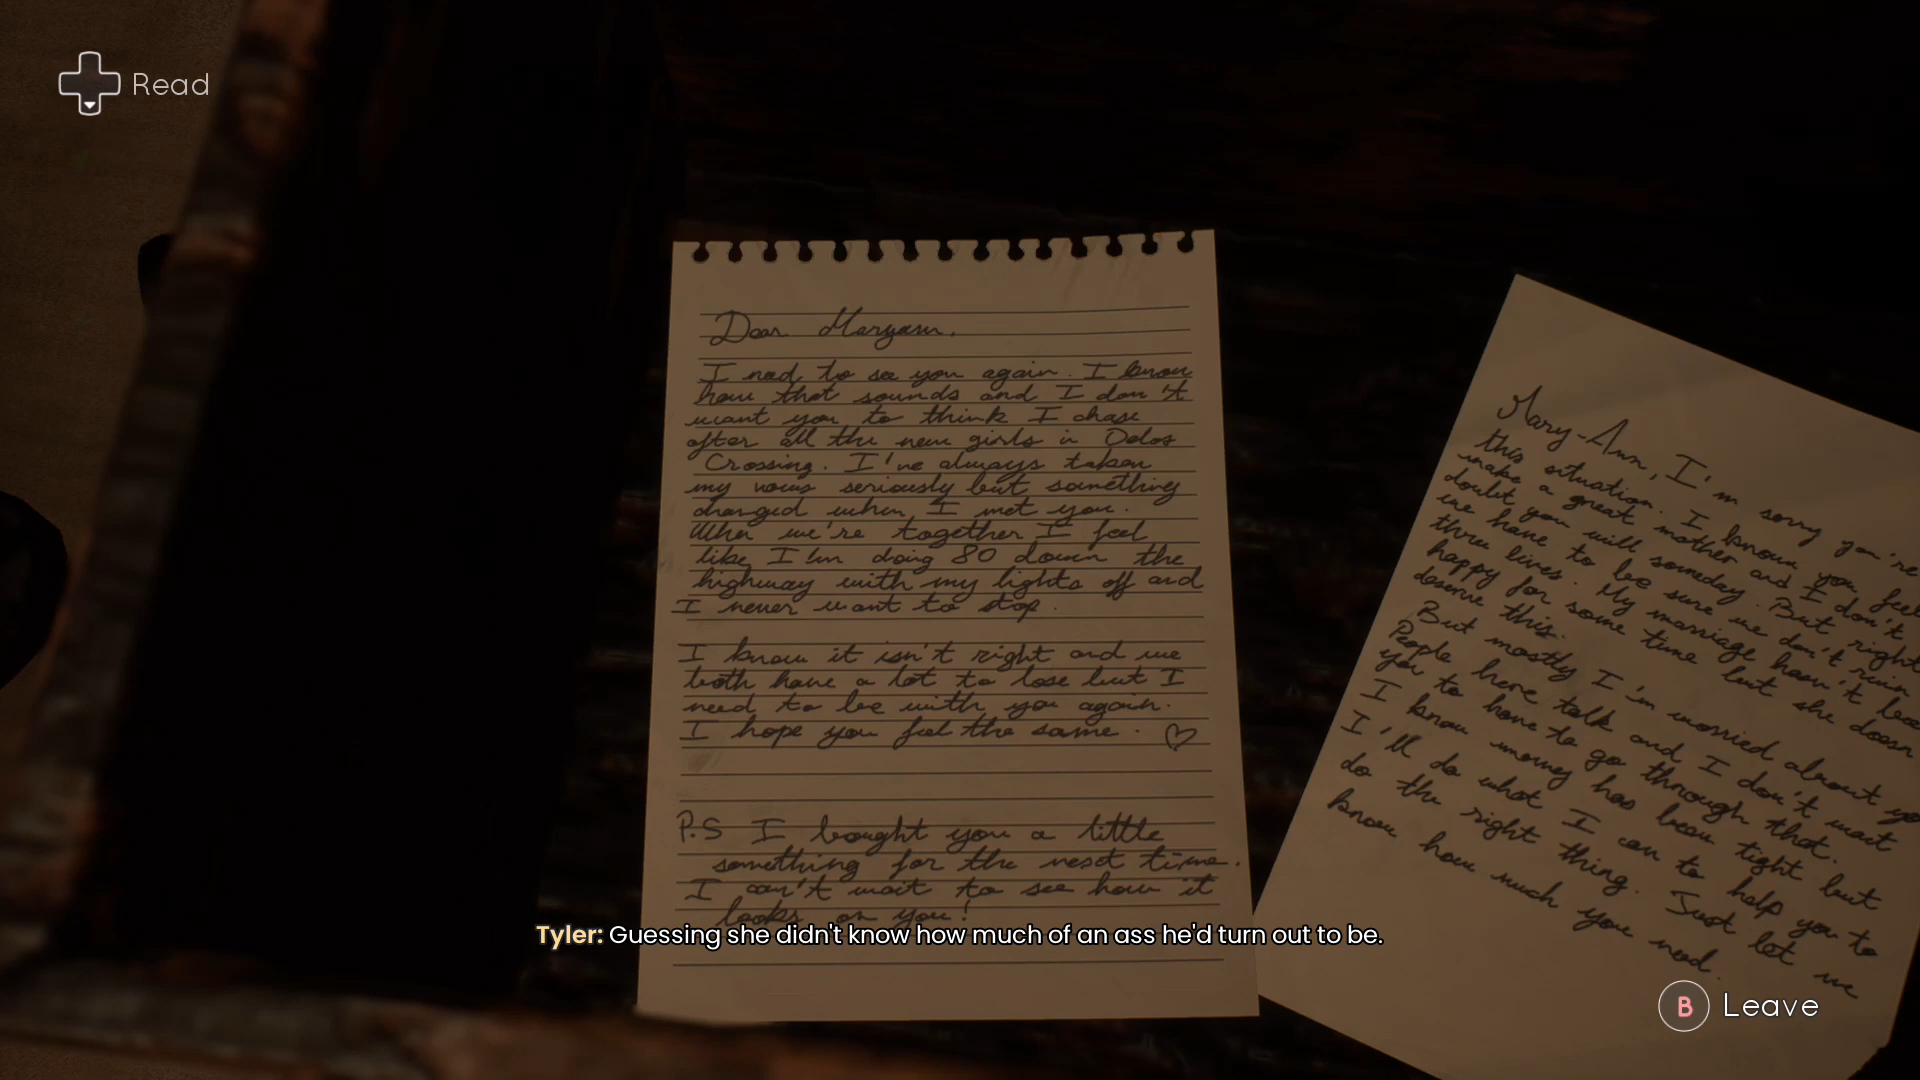 Read
Dear Maryann,
I need to see you again. I know
how that sounds and I don't
want you to think I chase
after all the new girls in Delos
Crossing. I've always taken
my vows seriously but something
changed when I met you.
When we're together I feel
like I'm doing 80 down the
highway with my lights off and
I never want to stop.
I know it isn't right and we
both have a lot to lose but I
need to be with you again.
I hope you feel the same. ♡
P.S I bought you a little
something for the next time.
I can't wait to see how it
looks on you!
Mary-Ann, I'm sorry you're
this situation. I know you feel
make a great mother and I don't
doubt you will someday. But right
we have to be sure we don't ruin
three lives. My marriage hasn't
happy for some time but she doesn
deserve this.
But mostly I'm worried about
People here talk and I don't want
you to have to go through that.
I know money has been tight but
I'll do what I can to help you to
do the right thing. Just let me
know how much you need.
Tyler: Guessing she didn't know how much of an ass he'd turn out to be.
B Leave